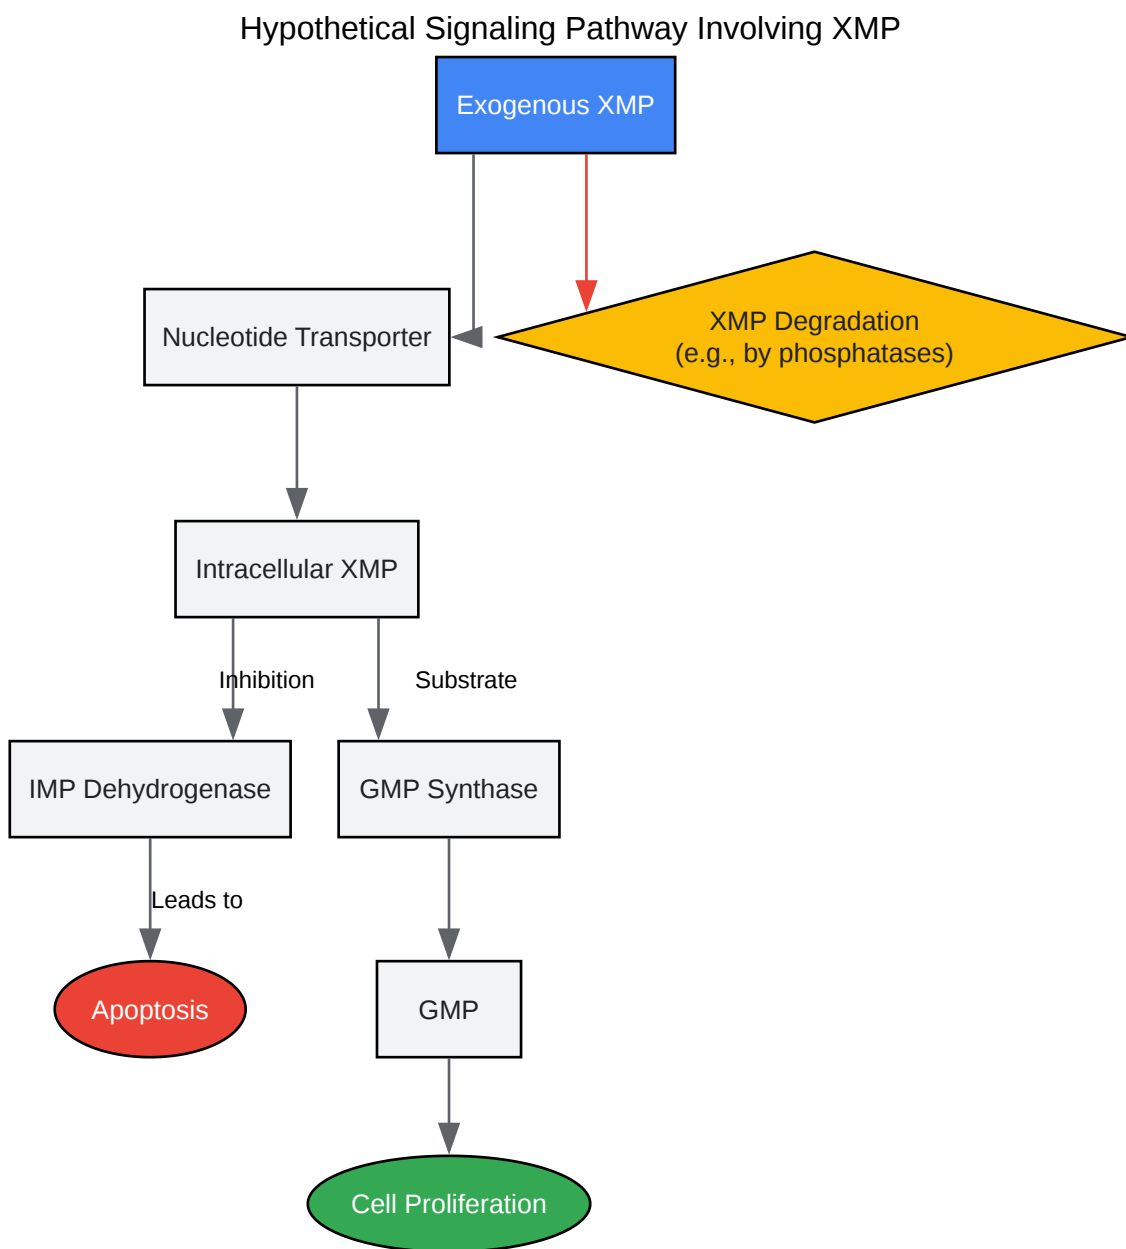 Hypothetical Signaling Pathway Involving XMP
Exogenous XMP
Nucleotide Transporter
XMP Degradation
(e.g., by phosphatases)
Intracellular XMP
Inhibition
Substrate
IMP Dehydrogenase
GMP Synthase
Leads to
Apoptosis
GMP
Cell Proliferation